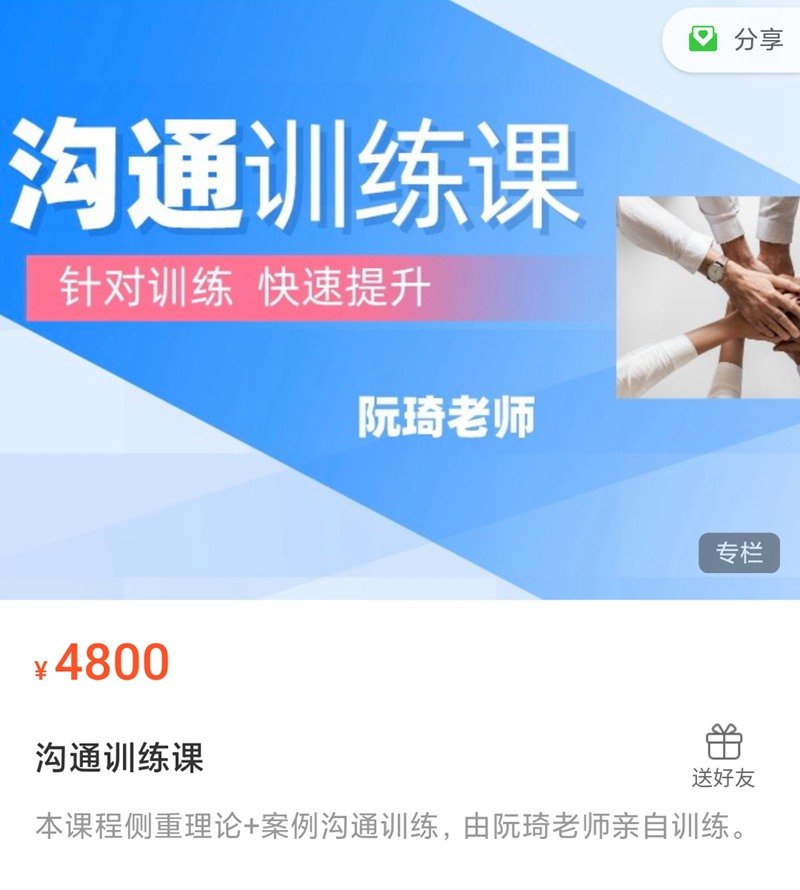 分享
沟通训练课
针对训练 快速提升
阮琦老师
专栏
¥4800
沟通训练课
送好友
本课程侧重理论+案例沟通训练，由阮琦老师亲自训练。